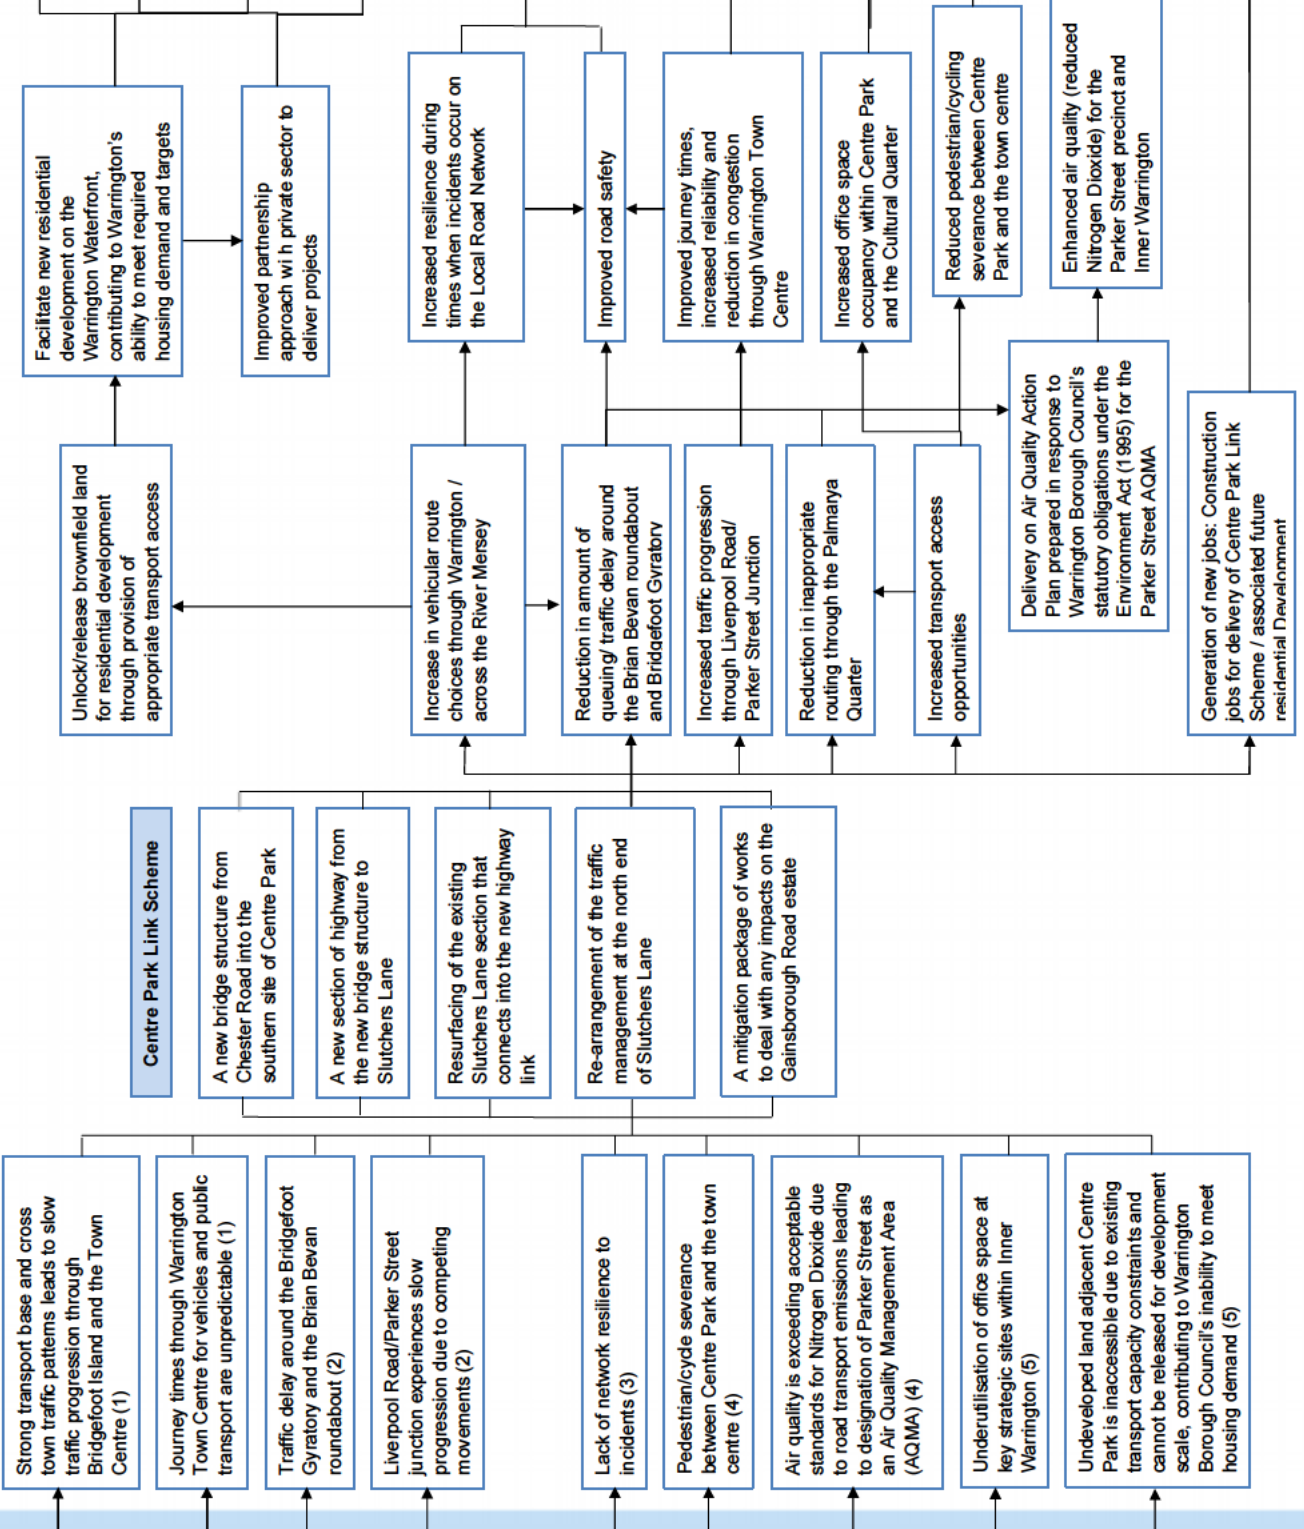 Strong transport base and cross
town traffic patterns leads to slow
traffic progression through
Bridgefoot Island and the Town
Centre (1)
Journey times through Warrington
Town Centre for vehicles and public
transport are unpredictable (1)
Traffic delay around the Bridgefoot
Gyratory and the Brian Bevan
roundabout (2)
Liverpool Road/Parker Street
junction experiences slow
progression due to competing
movements (2)
Lack of network resilience to
incidents (3)
Pedestrian/cycle severance
between Centre Park and the town
centre (4)
Air quality is exceeding acceptable
standards for Nitrogen Dioxide due
to road transport emissions leading
to designation of Parker Street as
an Air Quality Management Area
(AQMA) (4)
Underutilisation of office space at
key strategic sites within Inner
Warrington (5)
Undeveloped land adjacent Centre
Park is inaccessible due to existing
transport capacity constraints and
cannot be released for development
scale, contributing to Warrington
Borough Council's inability to meet
housing demand (5)
Centre Park Link Scheme
A new bridge structure from
Chester Road into the
southern site of Centre Park
A new section of highway from
the new bridge structure to
Slutchers Lane
Resurfacing of the existing
Slutchers Lane section that
connects into the new highway
link
Re-arrangement of the traffic
management at the north end
of Slutchers Lane
A mitigation package of works
to deal with any impacts on the
Gainsborough Road estate
Unlock/release brownfield land
for residential development
through provision of
appropriate transport access
Increase in vehicular route
choices through Warrington /
across the River Mersey
Reduction in amount of
queuing/ traffic delay around
the Brian Bevan roundabout
and Bridgefoot Gyratory
Increased traffic progression
through Liverpool Road/
Parker Street Junction
Reduction in inappropriate
routing through the Palmarya
Quarter
Increased transport access
opportunities
Delivery on Air Quality Action
Plan prepared in response to
Warrington Borough Council's
statutory obligations under the
Environment Act (1995) for the
Parker Street AQMA
Generation of new jobs: Construction
jobs for delivery of Centre Park Link
Scheme / associated future
residential Development
Facilitate new residential
development on the
Warrington Waterfront,
contributing to Warrington's
ability to meet required
housing demand and targets
Improved partnership
approach wi h private sector to
deliver projects
Increased resilience during
times when incidents occur on
the Local Road Network
Improved road safety
Improved journey times,
increased reliability and
reduction in congestion
through Warrington Town
Centre
Increased office space
occupancy within Centre Park
and the Cultural Quarter
Reduced pedestrian/cycling
severance between Centre
Park and the town centre
Enhanced air quality (reduced
Nitrogen Dioxide) for the
Parker Street precinct and
Inner Warrington